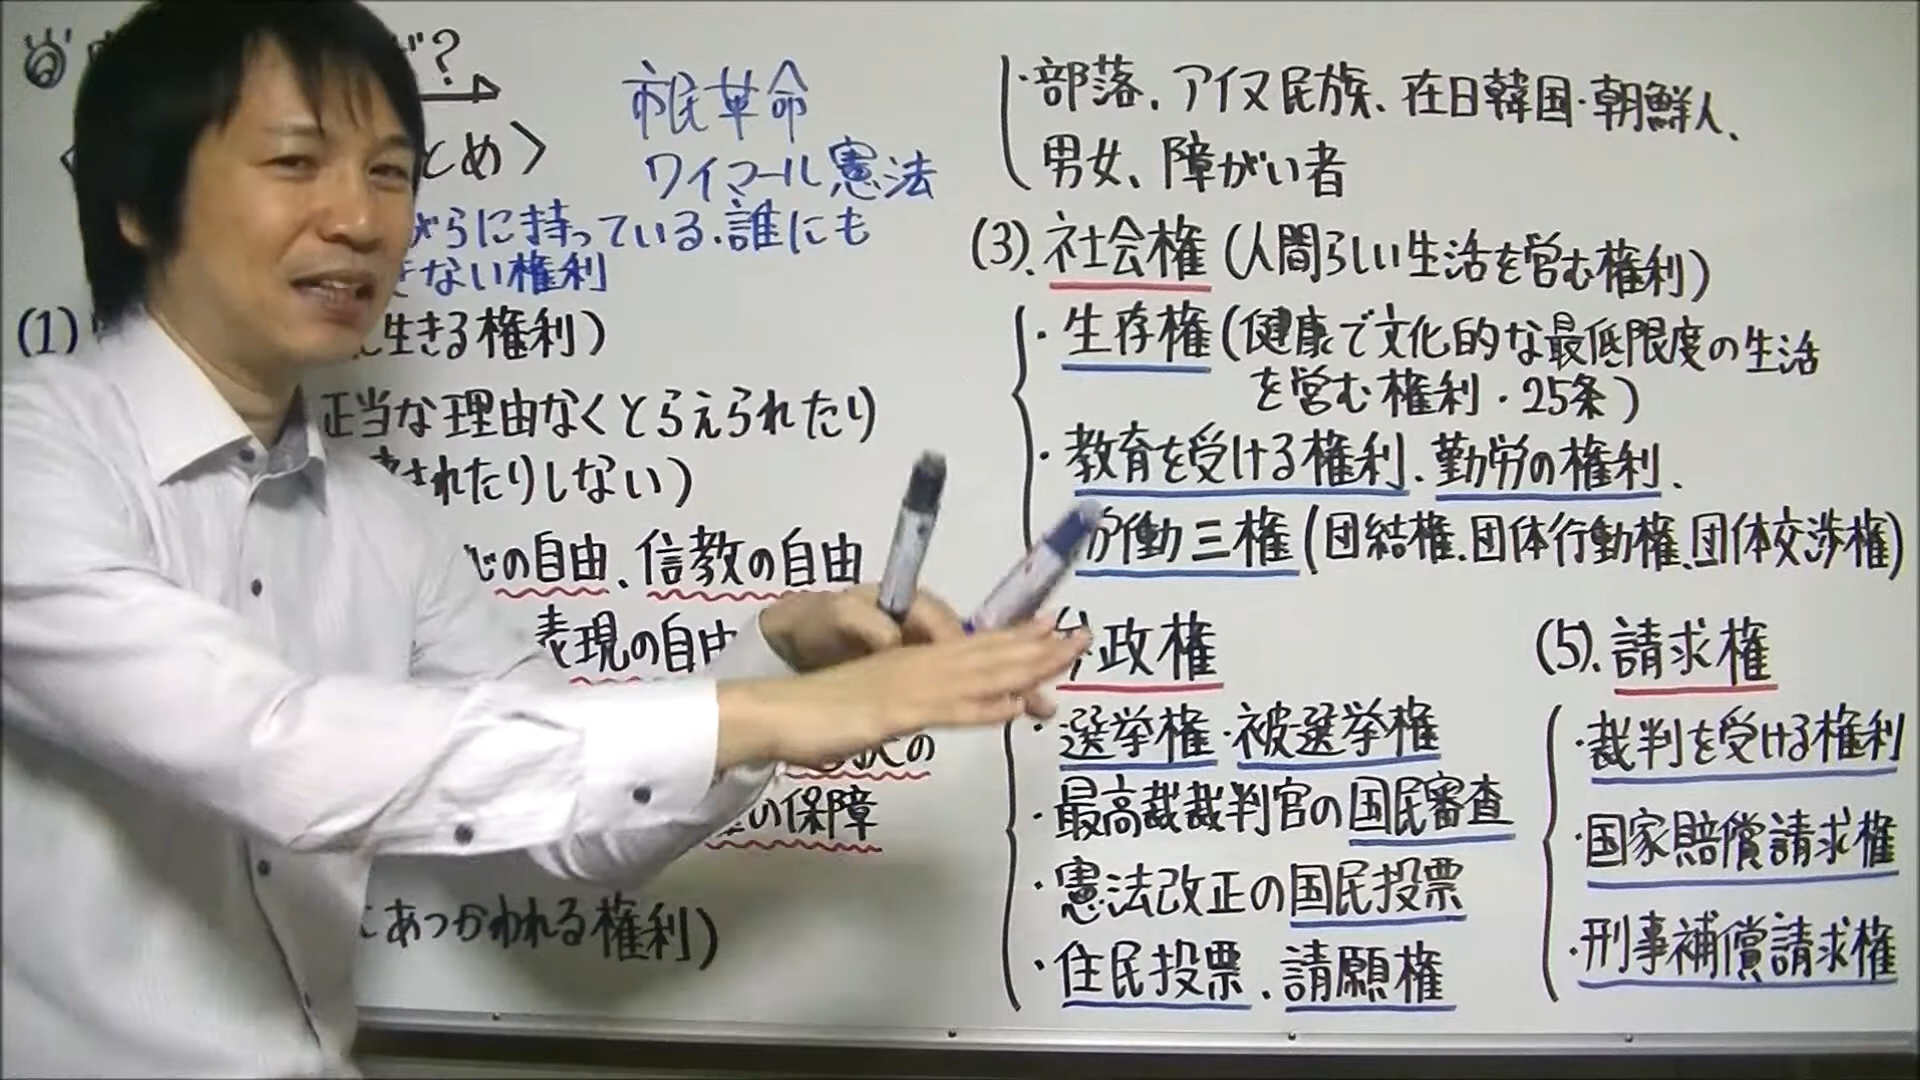 ぜ?
とめ〉
市民革命
ワイマール憲法
がらに持っている、誰にも
きない権利
(1)
生きる権利)
正当な理由なくとらえられたり
されたりしない)
の自由、信教の自由
表現の自由
の
の保障
にあつかわれる権利)
・部落、アイヌ民族、在日韓国・朝鮮人、
男女、障がい者
(3).社会権(人間らしい生活を営む権利)
・生存権(健康で文化的な最低限度の生活
を営む権利・25条)
・教育を受ける権利、勤労の権利、
労働三権(団結権、団体行動権、団体交渉権)
参政権
・選挙権・被選挙権
・最高裁裁判官の国民審査
・憲法改正の国民投票
・住民投票、請願権
(5).請求権
・裁判を受ける権利
・国家賠償請求権
・刑事補償請求権